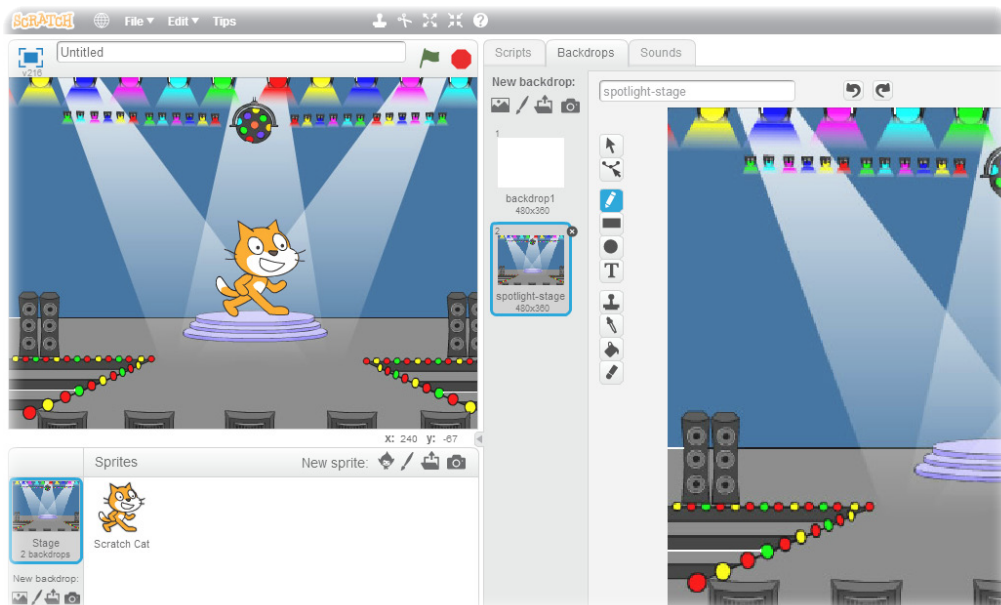 SCRATCH File Edit Tips
Untitled
v216
Scripts Backdrops Sounds
New backdrop:
spotlight-stage
1
backdrop1
480x360
2
spotlight-stage
480x360
T
x: 240 y: -67
Sprites New sprite:
Stage
2 backdrops
Scratch Cat
New backdrop: